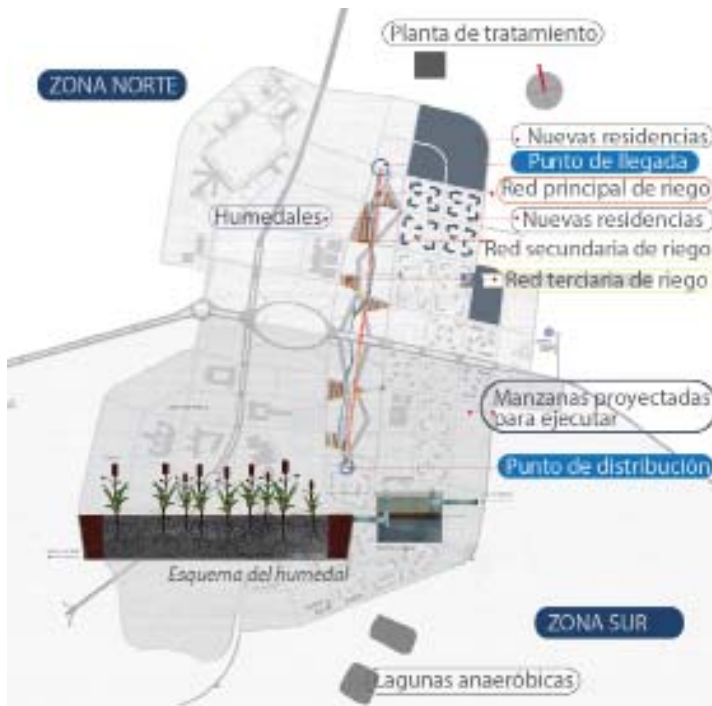 Planta de tratamiento
ZONA NORTE
Nuevas residencias
Punto de llegada
Red principal de riego
Humedales
Nuevas residencias
Red secundaria de riego
Red terciaria de riego
Manzanas proyectadas
para ejecutar
Punto de distribución
Esquema del humedal
ZONA SUR
Lagunas anaeróbicas